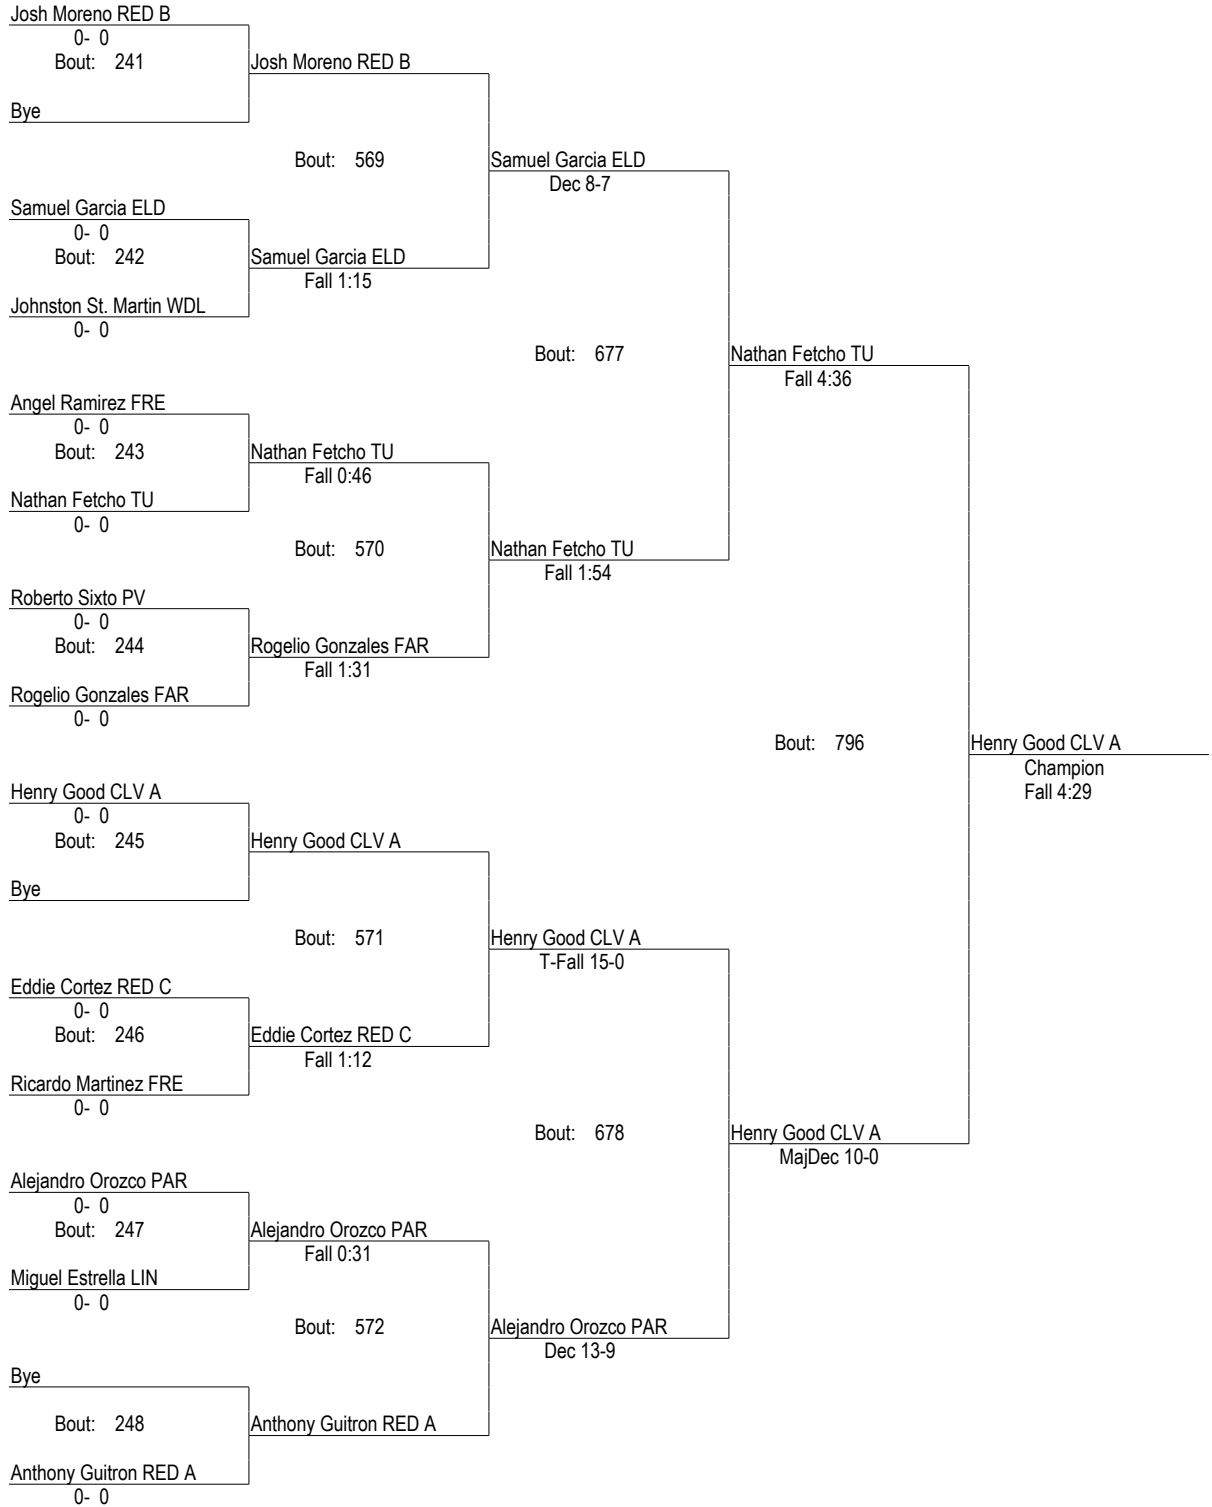 Josh Moreno RED B
0- 0
Bout: 241
Josh Moreno RED B
Bye
Bout: 569
Samuel Garcia ELD
Dec 8-7
Samuel Garcia ELD
0- 0
Bout: 242
Samuel Garcia ELD
Fall 1:15
Johnston St. Martin WDL
0- 0
Bout: 677
Nathan Fetcho TU
Fall 4:36
Angel Ramirez FRE
0- 0
Bout: 243
Nathan Fetcho TU
Fall 0:46
Nathan Fetcho TU
0- 0
Bout: 570
Nathan Fetcho TU
Fall 1:54
Roberto Sixto PV
0- 0
Bout: 244
Rogelio Gonzales FAR
Fall 1:31
Rogelio Gonzales FAR
0- 0
Bout: 796
Henry Good CLV A
Champion
Fall 4:29
Henry Good CLV A
0- 0
Bout: 245
Henry Good CLV A
Bye
Bout: 571
Henry Good CLV A
T-Fall 15-0
Eddie Cortez RED C
0- 0
Bout: 246
Eddie Cortez RED C
Fall 1:12
Ricardo Martinez FRE
0- 0
Bout: 678
Henry Good CLV A
MajDec 10-0
Alejandro Orozco PAR
0- 0
Bout: 247
Alejandro Orozco PAR
Fall 0:31
Miguel Estrella LIN
0- 0
Bout: 572
Alejandro Orozco PAR
Dec 13-9
Bye
Bout: 248
Anthony Guitron RED A
Anthony Guitron RED A
0- 0